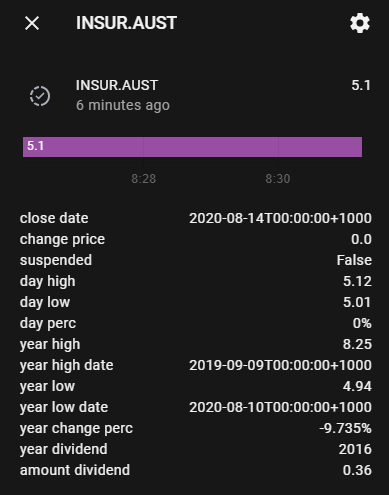 INSUR.AUST
INSUR.AUST 5.1
6 minutes ago
5.1
8:28 8:30
close date 2020-08-14T00:00:00+1000
change price 0.0
suspended False
day high 5.12
day low 5.01
day perc 0%
year high 8.25
year high date 2019-09-09T00:00:00+1000
year low 4.94
year low date 2020-08-10T00:00:00+1000
year change perc -9.735%
year dividend 2016
amount dividend 0.36